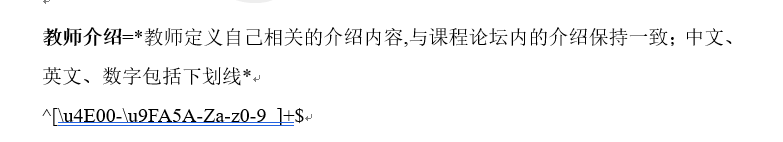 教师介绍=*教师定义自己相关的介绍内容,与课程论坛内的介绍保持一致；中文、
英文、数字包括下划线*
^[\u4E00-\u9FA5A-Za-z0-9_]+$